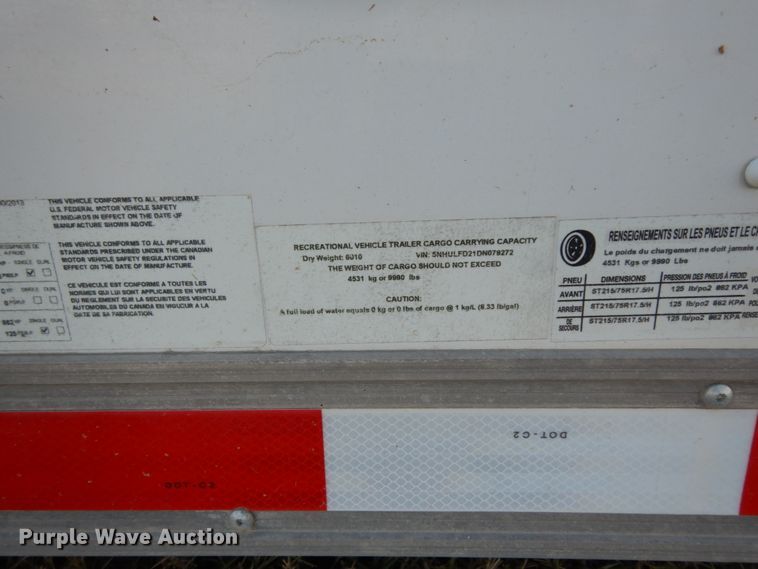 THIS VEHICLE CONFORMS TO ALL APPLICABLE
U.S. FEDERAL MOTOR VEHICLE SAFETY
STANDARDS IN EFFECT ON THE DATE OF
MANUFACTURE SHOWN ABOVE.
THIS VEHICLE CONFORMS TO ALL APPLICABLE
STANDARDS PRESCRIBED UNDER THE CANADIAN
MOTOR VEHICLE SAFETY REGULATIONS IN
EFFECT ON THE DATE OF MANUFACTURE.
CE VEHICULE EST CONFORME A TOUTES LES
NORMES QUI LUI SONT APPLICABLES EN VERTU
DU REGLEMENT SUR LA SECURITE DES VEHICULES
AUTOMOBILES DU CANADA EN VIGUEUR A LA
DATE DE SA FABRICATION.
SINGLE DUAL
RECREATIONAL VEHICLE TRAILER CARGO CARRYING CAPACITY
Dry Weight: 6010 VIN: 5NHULFD21DN079272
THE WEIGHT OF CARGO SHOULD NOT EXCEED
4531 kg or 9990 lbs
CAUTION:
A full load of water equals 0 kg or 0 lbs of cargo @ 1 kg/L (8.33 lb/gal)
RENSEIGNEMENTS SUR LES PNEUS ET LE
Le poids du chargement ne doit jamais
4531 Kgs or 9990 Lbs
PNEU DIMENSIONS PRESSION DES PNEUS À FROID
AVANT ST215/75R17.5/H 125 lb/po2 862 KPA
ARRIÈRE ST215/75R17.5/H 125 lb/po2 862 KPA
DE SECOURS ST215/75R17.5/H 125 lb/po2 862 KPA
DOT-C2
DOT-C2
Purple Wave Auction